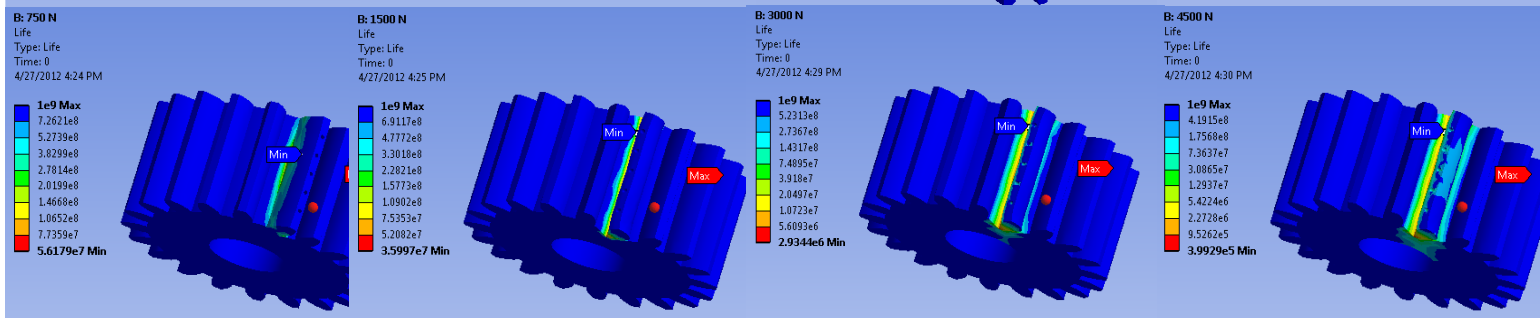 B: 750 N
Life
Type: Life
Time: 0
4/27/2012 4:24 PM
1e9 Max
7.2621e8
5.2739e8
3.8299e8
2.7814e8
2.0199e8
1.4668e8
1.0652e8
7.7359e7
5.6179e7 Min
Min
B: 1500 N
Life
Type: Life
Time: 0
4/27/2012 4:25 PM
1e9 Max
6.9117e8
4.7772e8
3.3018e8
2.2821e8
1.5773e8
1.0902e8
7.5353e7
5.2082e7
3.5997e7 Min
Min
Max
B: 3000 N
Life
Type: Life
Time: 0
4/27/2012 4:29 PM
1e9 Max
5.2313e8
2.7367e8
1.4317e8
7.4895e7
3.918e7
2.0497e7
1.0723e7
5.6093e6
2.9344e6 Min
Min
Max
B: 4500 N
Life
Type: Life
Time: 0
4/27/2012 4:30 PM
1e9 Max
4.1915e8
1.7568e8
7.3637e7
3.0865e7
1.2937e7
5.4224e6
2.2728e6
9.5262e5
3.9929e5 Min
Min
Max